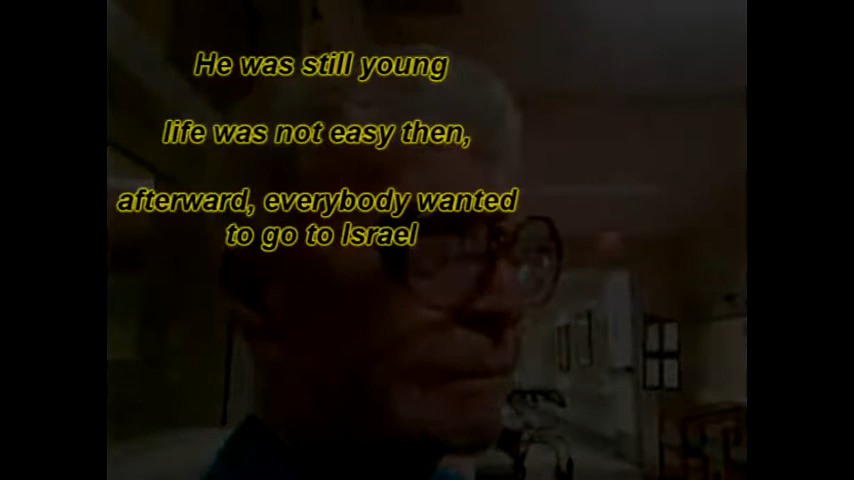 He was still young
life was not easy then,
afterward, everybody wanted
to go to Israel